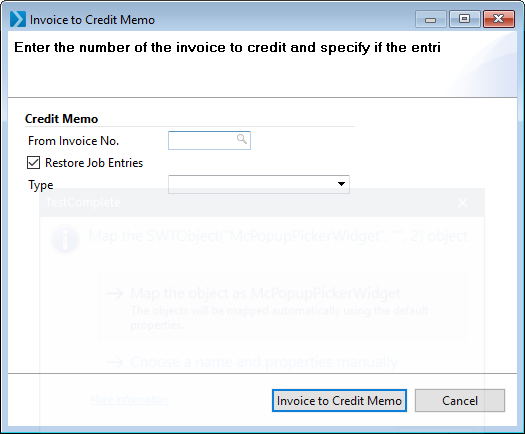 Invoice to Credit Memo
Enter the number of the invoice to credit and specify if the entri
Credit Memo
From Invoice No.
Restore Job Entries
Type
TestComplete
Map the SWTObject("McPopupPickerWidget", "", 2) object
Map the object as McPopupPickerWidget
The objects will be mapped automatically using the default
properties.
Choose a name and properties manually
More information
Invoice to Credit Memo
Cancel